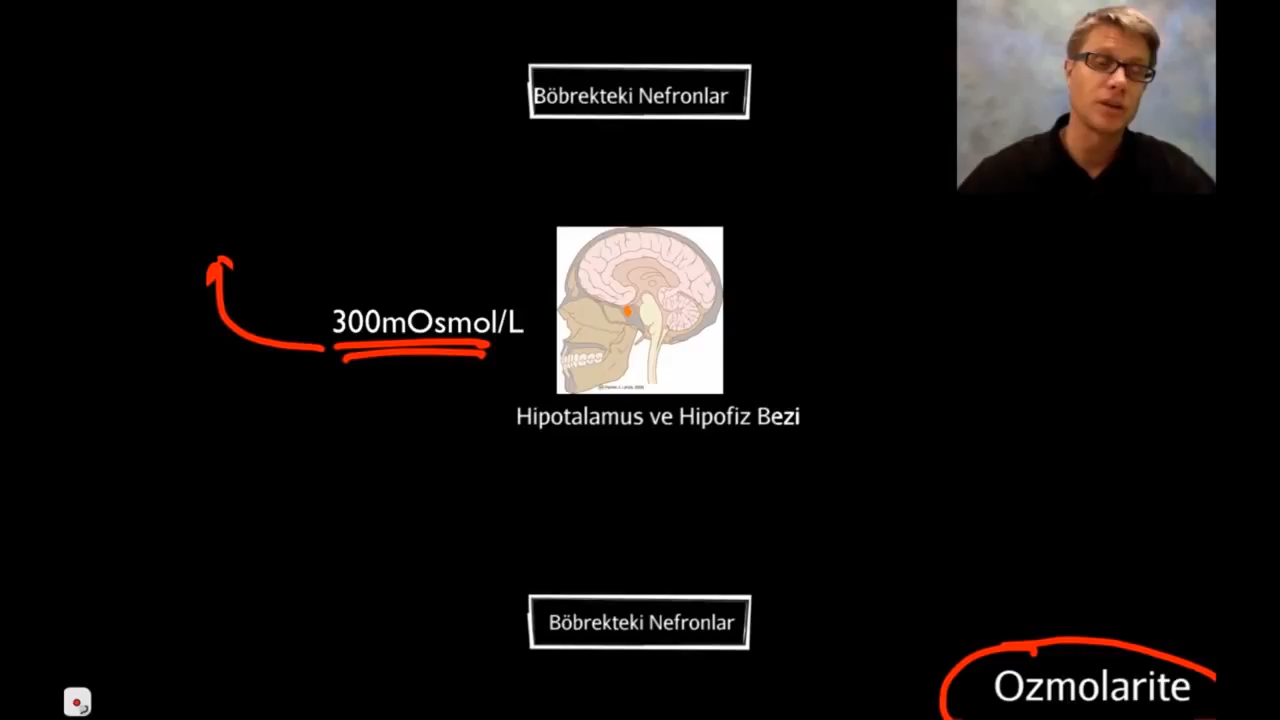 Böbrekteki Nefronlar
300mOsmol/L
Hipotalamus ve Hipofiz Bezi
Böbrekteki Nefronlar
Ozmolarite